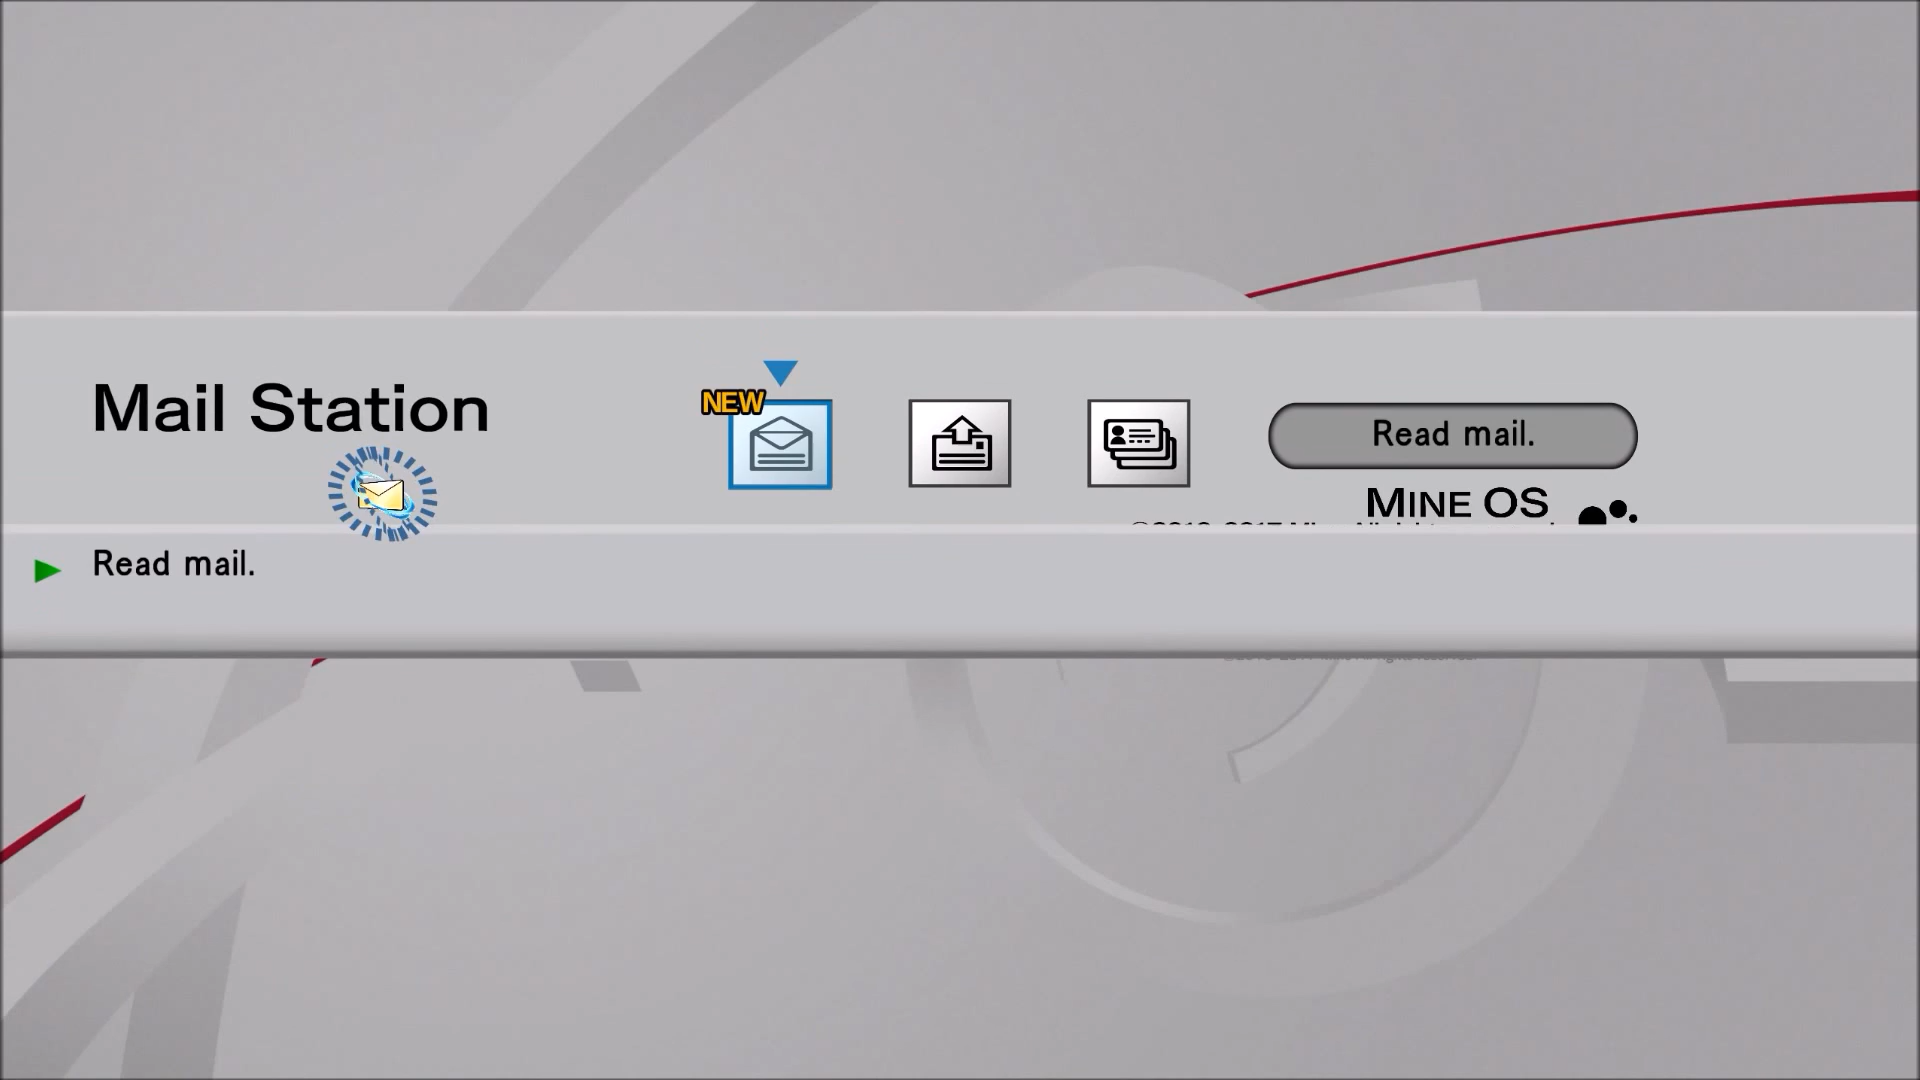 Mail Station
NEW
Read mail.
MINE OS
Read mail.